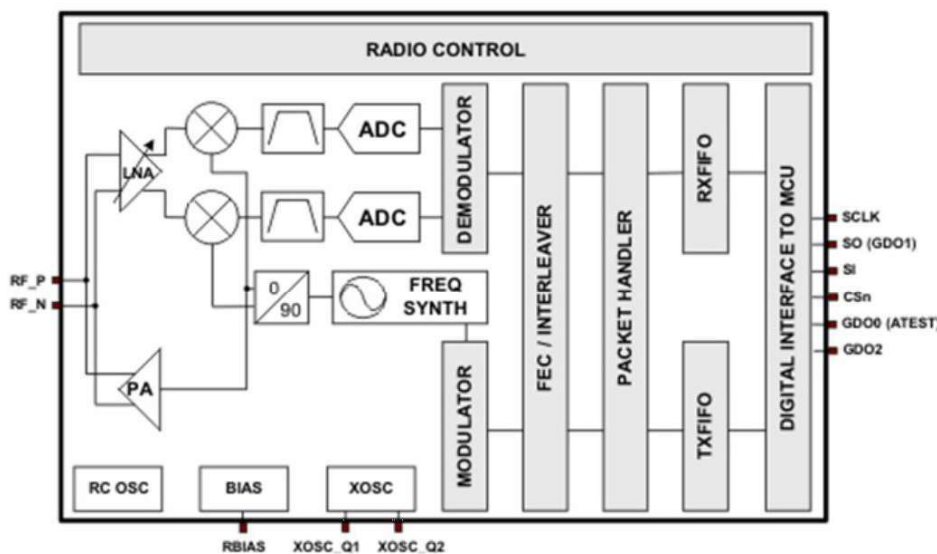 RADIO CONTROL
LNA
ADC
ADC
DEMODULATOR
FEC / INTERLEAVER
PACKET HANDLER
RXFIFO
DIGITAL INTERFACE TO MCU
SCLK
SO (GDO1)
SI
CSn
GDO0 (ATEST)
GDO2
RF_P
RF_N
0
90
FREQ
SYNTH
PA
MODULATOR
TXFIFO
RC OSC
BIAS
XOSC
RBIAS
XOSC_Q1
XOSC_Q2